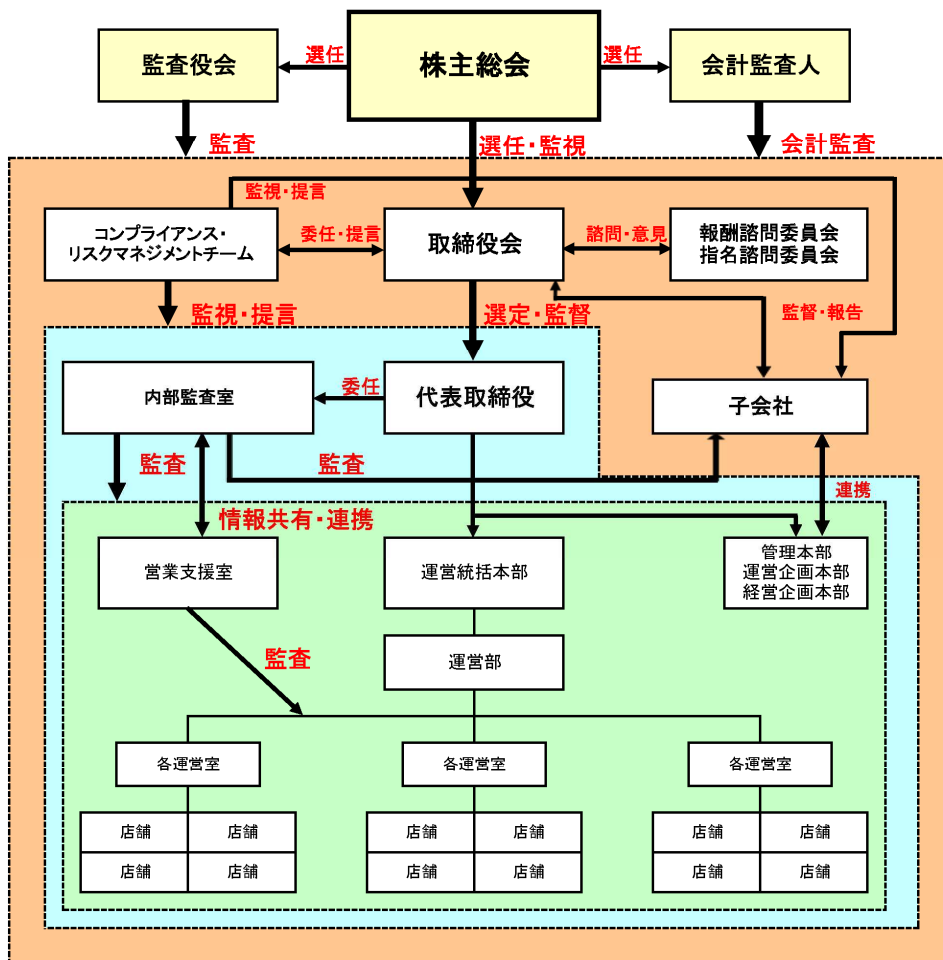 監査役会
選任
株主総会
選任
会計監査人
監査
選任・監視
会計監査
監視・提言
コンプライアンス・
リスクマネジメントチーム
委任・提言
取締役会
諮問・意見
報酬諮問委員会
指名諮問委員会
監視・提言
選定・監督
監督・報告
内部監査室
委任
代表取締役
子会社
監査
監査
連携
情報共有・連携
営業支援室
運営統括本部
管理本部
運営企画本部
経営企画本部
監査
運営部
各運営室
各運営室
各運営室
店舗
店舗
店舗
店舗
店舗
店舗
店舗
店舗
店舗
店舗
店舗
店舗